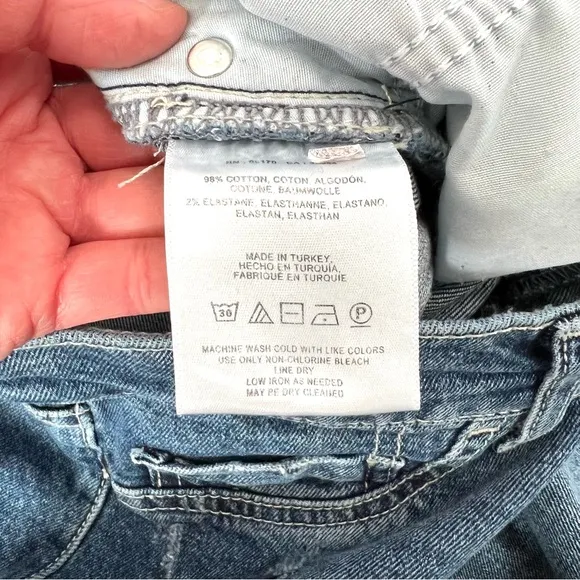 98% COTTON, COTON, ALGODÓN,
COTONE, BAUMWOLLE
2% ELASTANE, ELASTHANNE, ELASTANO,
ELASTAN, ELASTHAN
MADE IN TURKEY,
HECHO EN TURQUÍA,
FABRIQUÉ EN TURQUIE
30 P
MACHINE WASH COLD WITH LIKE COLORS
USE ONLY NON-CHLORINE BLEACH
LINE DRY
LOW IRON AS NEEDED
MAY BE DRY CLEANED